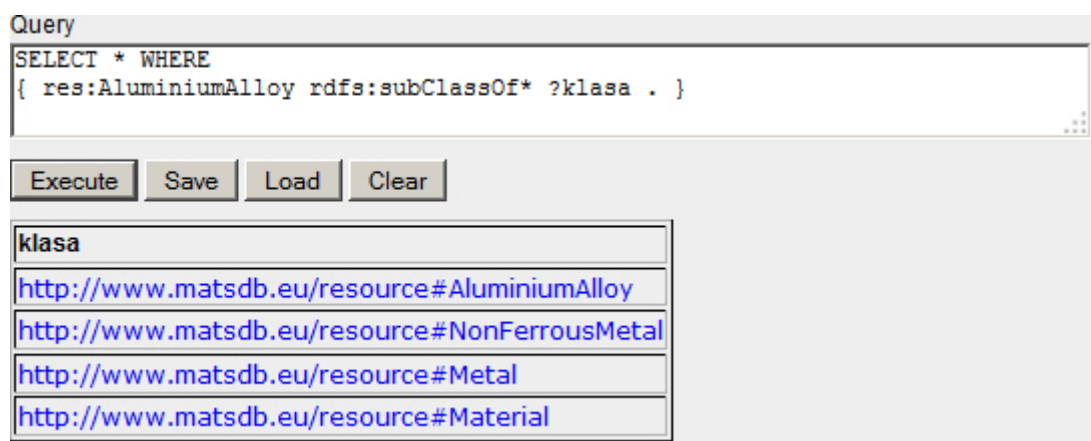 Query
SELECT * WHERE
{ res:AluminiumAlloy rdfs:subClassOf* ?klasa . }
Execute Save Load Clear
klasa
http://www.matsdb.eu/resource#AluminiumAlloy
http://www.matsdb.eu/resource#NonFerrousMetal
http://www.matsdb.eu/resource#Metal
http://www.matsdb.eu/resource#Material